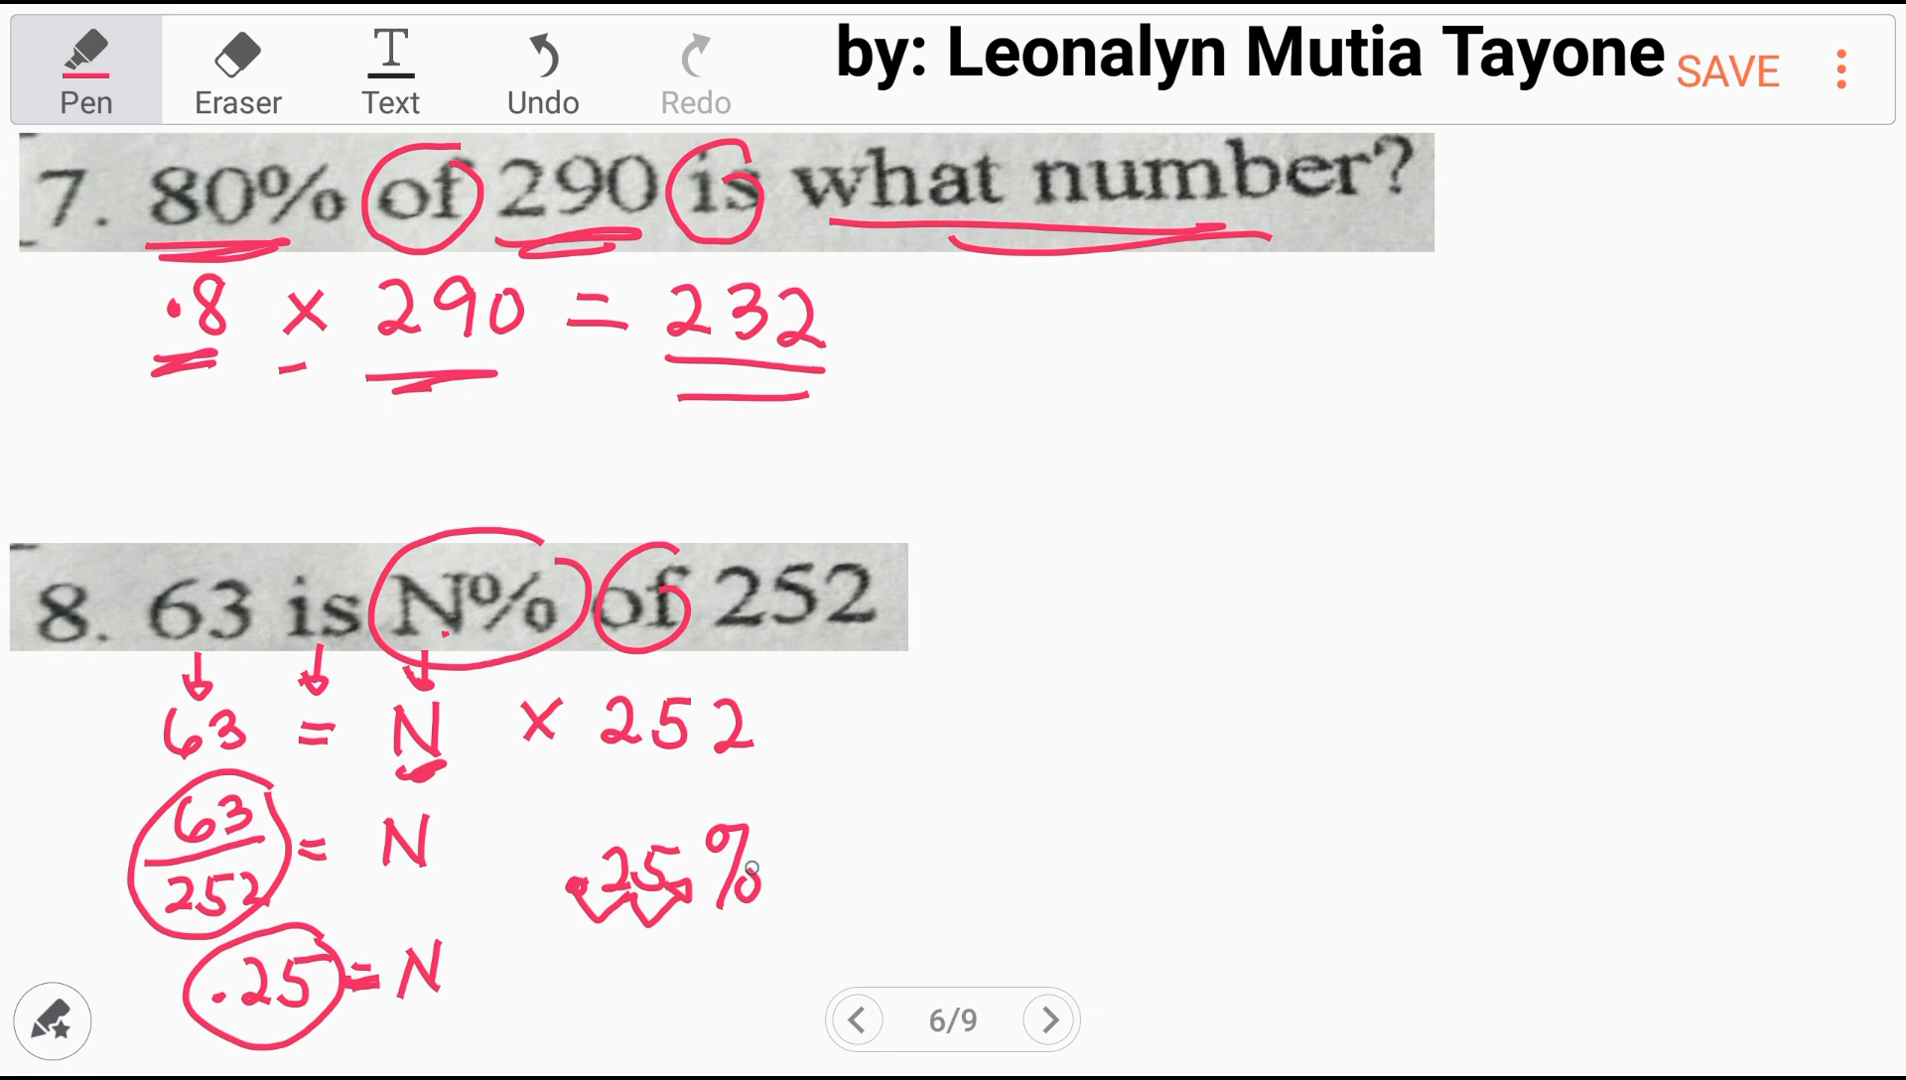 by: Leonalyn Mutia Tayone
Pen Eraser Text Undo Redo SAVE
7. 80% of 290 is what number?
.8 x 290 = 232
8. 63 is N% of 252
63 = N x 252
63/252 = N
.25 %
.25 = N
6/9